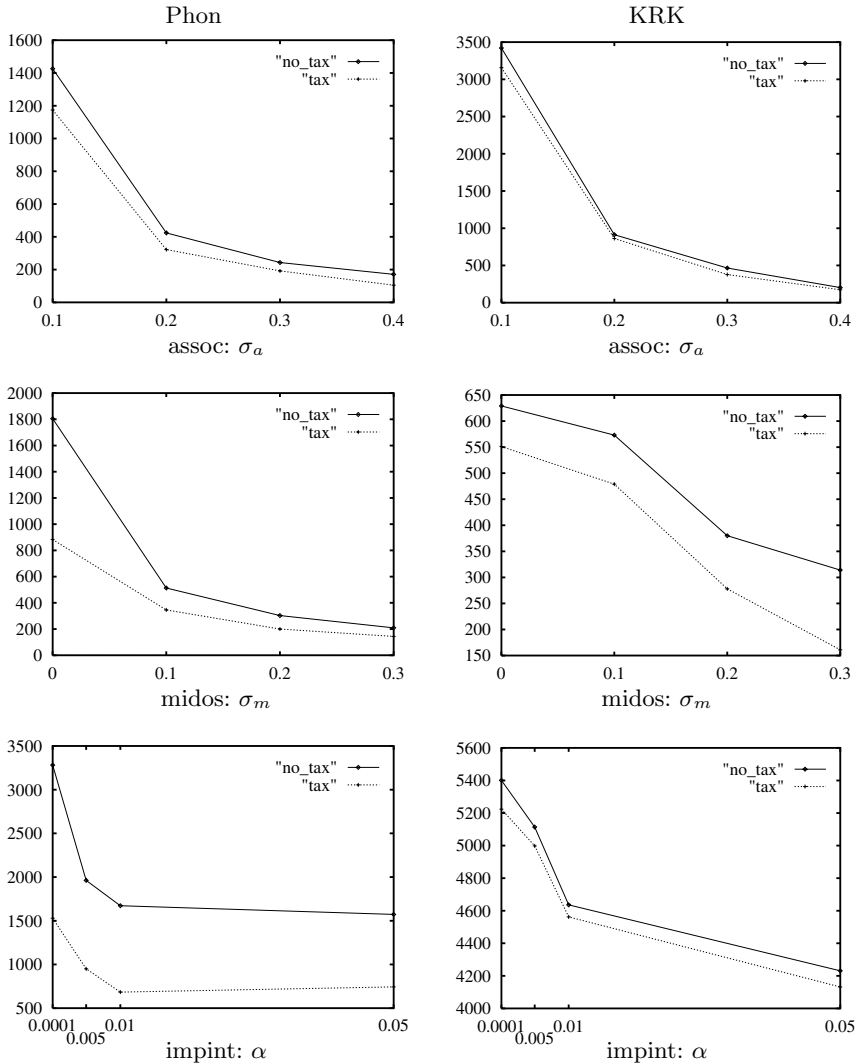 Phon
KRK
1600
1400
1200
1000
800
600
400
200
0
0.1 0.2 0.3 0.4
"no_tax"
"tax"
assoc: σa
3500
3000
2500
2000
1500
1000
500
0
0.1 0.2 0.3 0.4
"no_tax"
"tax"
assoc: σa
2000
1800
1600
1400
1200
1000
800
600
400
200
0
0 0.1 0.2 0.3
"no_tax"
"tax"
midos: σm
650
600
550
500
450
400
350
300
250
200
150
0 0.1 0.2 0.3
"no_tax"
"tax"
midos: σm
3500
3000
2500
2000
1500
1000
500
0.0001 0.01 0.05
0.005
"no_tax"
"tax"
impint: α
5600
5400
5200
5000
4800
4600
4400
4200
4000
0.0001 0.01 0.05
0.005
"no_tax"
"tax"
impint: α